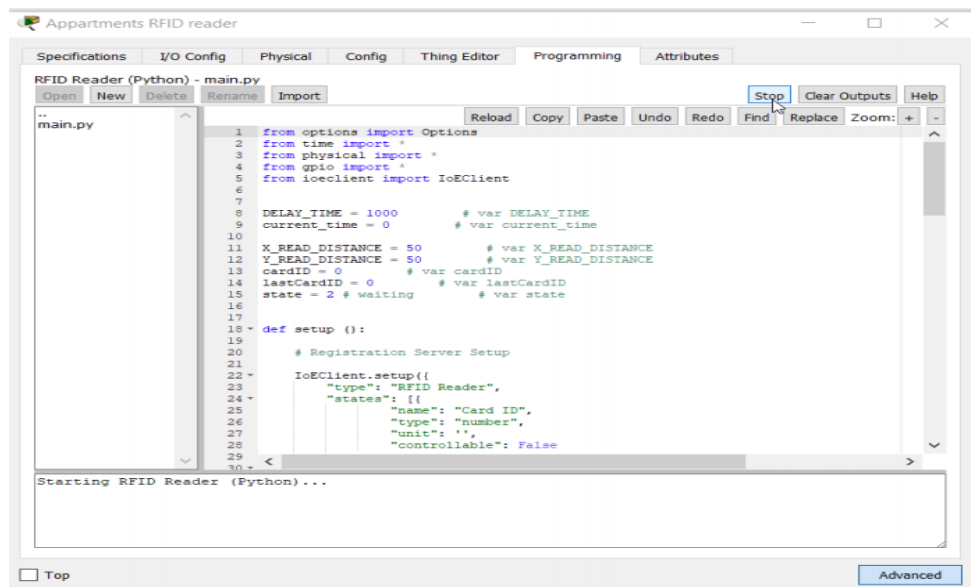 Appartments RFID reader
Specifications I/O Config Physical Config Thing Editor Programming Attributes
RFID Reader (Python) - main.py
Open New Delete Rename Import Stop Clear Outputs Help
..
main.py
Reload Copy Paste Undo Redo Find Replace Zoom: + -
1 from options import Options
2 from time import *
3 from physical import *
4 from gpio import *
5 from ioeclient import IoEClient
6
7
8 DELAY_TIME = 1000 # var DELAY_TIME
9 current_time = 0 # var current_time
10
11 X_READ_DISTANCE = 50 # var X_READ_DISTANCE
12 Y_READ_DISTANCE = 50 # var Y_READ_DISTANCE
13 cardID = 0 # var cardID
14 lastCardID = 0 # var lastCardID
15 state = 2 # waiting # var state
16
17
18 def setup ():
19
20 # Registration Server Setup
21
22 IoEClient.setup({
23 "type": "RFID Reader",
24 "states": [{
25 "name": "Card ID",
26 "type": "number",
27 "unit": '',
28 "controllable": False
29
30
Starting RFID Reader (Python)...
Top Advanced